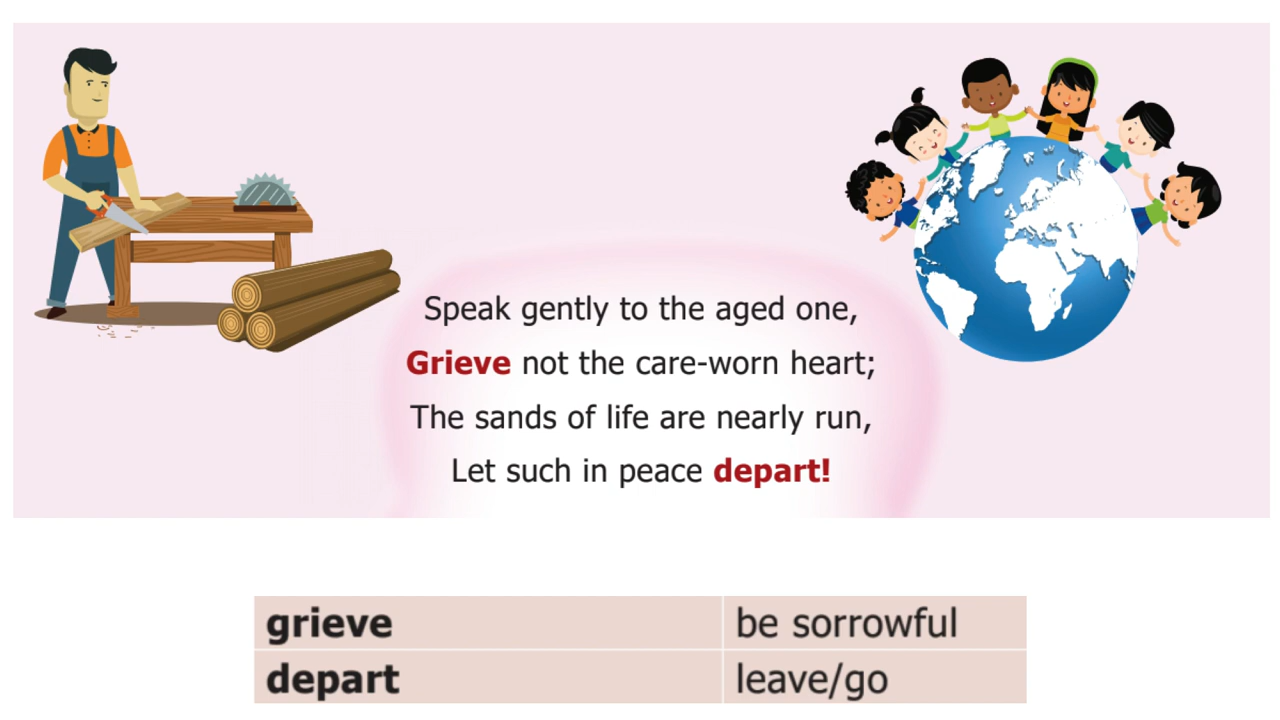 Speak gently to the aged one,
Grieve not the care-worn heart;
The sands of life are nearly run,
Let such in peace depart!
grieve be sorrowful
depart leave/go